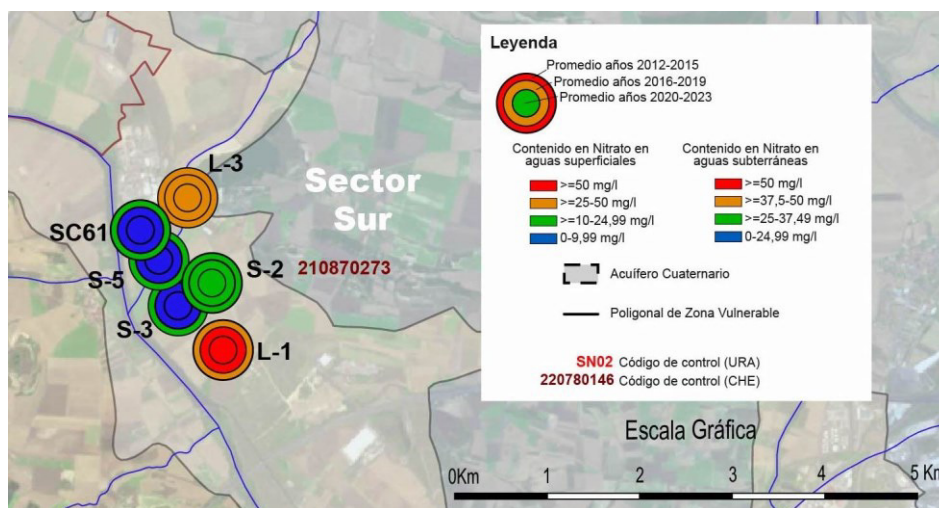 Leyenda
Promedio años 2012-2015
Promedio años 2016-2019
Promedio años 2020-2023
Contenido en Nitrato en
aguas superficiales
>=50 mg/l
>=25-50 mg/l
>=10-24,99 mg/l
0-9,99 mg/l
Contenido en Nitrato en
aguas subterráneas
>=50 mg/l
>=37,5-50 mg/l
>=25-37,49 mg/l
0-24,99 mg/l
Acuífero Cuaternario
Poligonal de Zona Vulnerable
SN02 Código de control (URA)
220780146 Código de control (CHE)
L-3
Sector
Sur
SC61
S-5
S-2
210870273
S-3
L-1
Escala Gráfica
0Km 1 2 3 4 5 Km